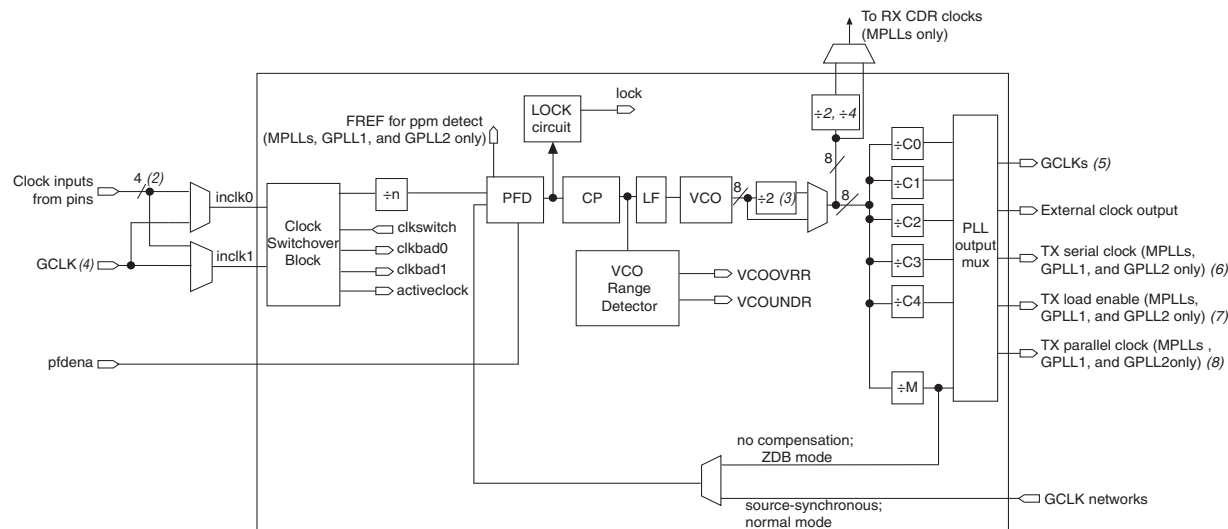 To RX CDR clocks
(MPLLs only)
÷2, ÷4
8
lock
LOCK
circuit
FREF for ppm detect
(MPLLs, GPLL1, and GPLL2 only)
Clock inputs
from pins
4 (2)
inclk0
GCLK (4)
inclk1
Clock
Switchover
Block
÷n
clkswitch
clkbad0
clkbad1
activeclock
pfdena
PFD
CP
LF
VCO
8
÷2 (3)
8
VCO
Range
Detector
VCOOVRR
VCOUNDR
÷C0
÷C1
÷C2
÷C3
÷C4
÷M
PLL
output
mux
GCLKs (5)
External clock output
TX serial clock (MPLLs,
GPLL1, and GPLL2 only) (6)
TX load enable (MPLLs,
GPLL1, and GPLL2 only) (7)
TX parallel clock (MPLLs ,
GPLL1, and GPLL2only) (8)
no compensation;
ZDB mode
source-synchronous;
normal mode
GCLK networks